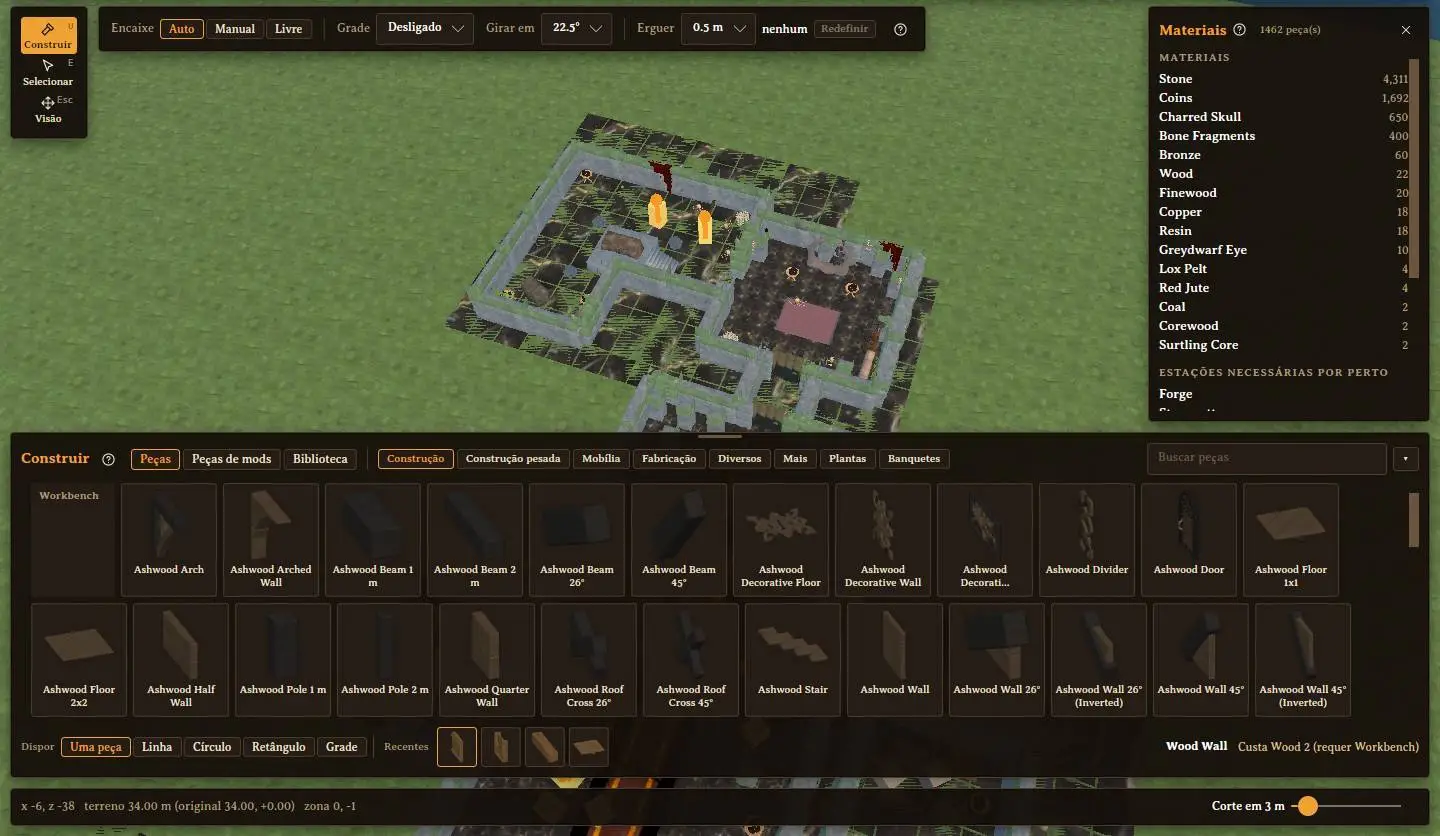 U
Construir
E
Selecionar
Esc
Visão
Encaixe Auto Manual Livre Grade Desligado Girar em 22.5° Erguer 0.5 m nenhum Redefinir ?
Materiais ? 1462 peça(s)
MATERIAIS
Stone 4,311
Coins 1,692
Charred Skull 650
Bone Fragments 400
Bronze 60
Wood 22
Finewood 20
Copper 18
Resin 18
Greydwarf Eye 10
Lox Pelt 4
Red Jute 4
Coal 2
Corewood 2
Surtling Core 2
ESTAÇÕES NECESSÁRIAS POR PERTO
Forge
Construir ? Peças Peças de mods Biblioteca Construção Construção pesada Mobília Fabricação Diversos Mais Plantas Banquetes Buscar peças
Workbench
Ashwood Arch
Ashwood Arched
Wall
Ashwood Beam 1
m
Ashwood Beam 2
m
Ashwood Beam
26°
Ashwood Beam
45°
Ashwood
Decorative Floor
Ashwood
Decorative Wall
Ashwood
Decorati...
Ashwood Divider
Ashwood Door
Ashwood Floor
1x1
Ashwood Floor
2x2
Ashwood Half
Wall
Ashwood Pole 1 m
Ashwood Pole 2 m
Ashwood Quarter
Wall
Ashwood Roof
Cross 26°
Ashwood Roof
Cross 45°
Ashwood Stair
Ashwood Wall
Ashwood Wall 26°
Ashwood Wall 26°
(Inverted)
Ashwood Wall 45°
Ashwood Wall 45°
(Inverted)
Dispor Uma peça Linha Círculo Retângulo Grade Recentes Wood Wall Custa Wood 2 (requer Workbench)
x -6, z -38 terreno 34.00 m (original 34.00, +0.00) zona 0, -1 Corte em 3 m